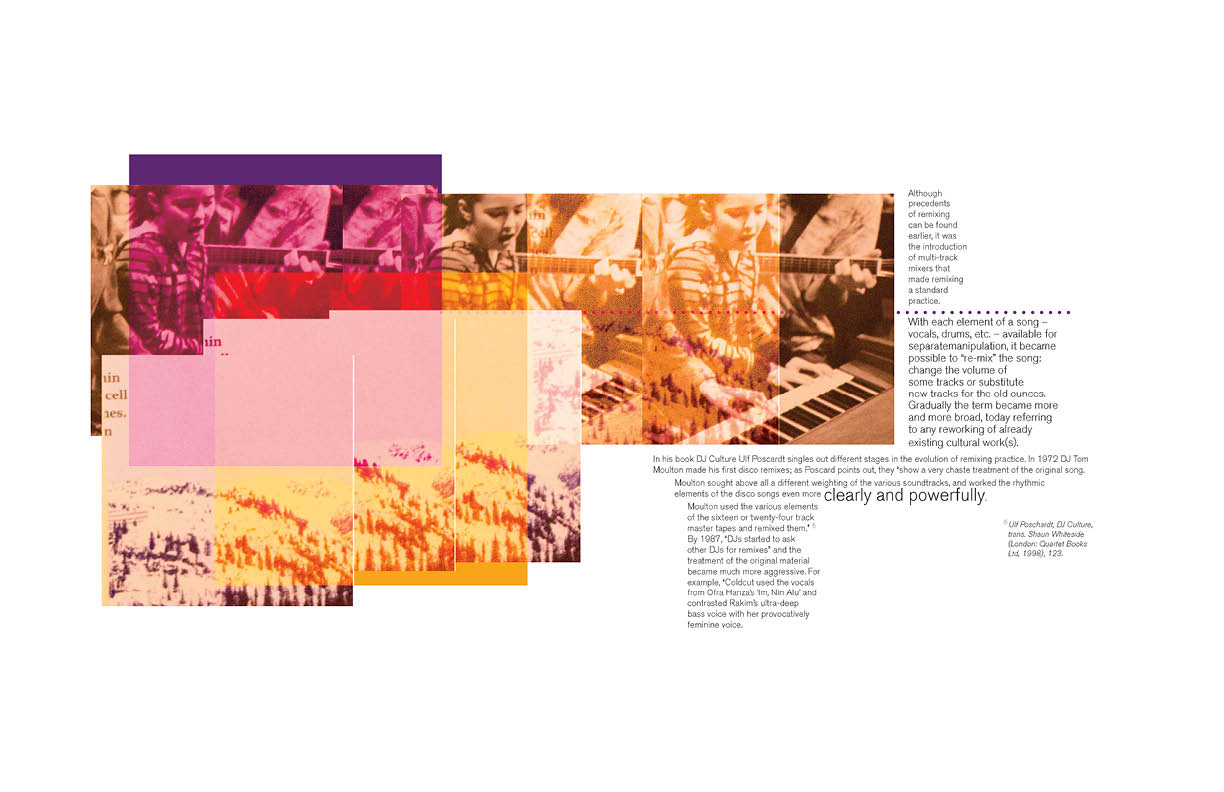 Although
precedents
of remixing
can be found
earlier, it was
the introduction
of multi-track
mixers that
made remixing
a standard
practice.
With each element of a song –
vocals, drums, etc. – available for
separatemanipulation, it became
possible to "re-mix" the song:
change the volume of
some tracks or substitute
new tracks for the old ounces.
Gradually the term became more
and more broad, today referring
to any reworking of already
existing cultural work(s).
In his book DJ Culture Ulf Poscardt singles out different stages in the evolution of remixing practice. In 1972 DJ Tom
Moulton made his first disco remixes; as Poscard points out, they "show a very chaste treatment of the original song.
Moulton sought above all a different weighting of the various soundtracks, and worked the rhythmic
elements of the disco songs even more clearly and powerfully.
Moulton used the various elements
of the sixteen or twenty-four track
master tapes and remixed them." 5
By 1987, "DJs started to ask
other DJs for remixes" and the
treatment of the original material
became much more aggressive. For
example, "Coldcut used the vocals
from Ofra Hanza's 'Im, Nin Alu' and
contrasted Rakim's ultra-deep
bass voice with her provocatively
feminine voice.
Ulf Poschardt, DJ Culture,
trans. Shaun Whiteside
(London: Quartet Books
Ltd, 1998), 123.
in
nin
nin
cell
nes.
n